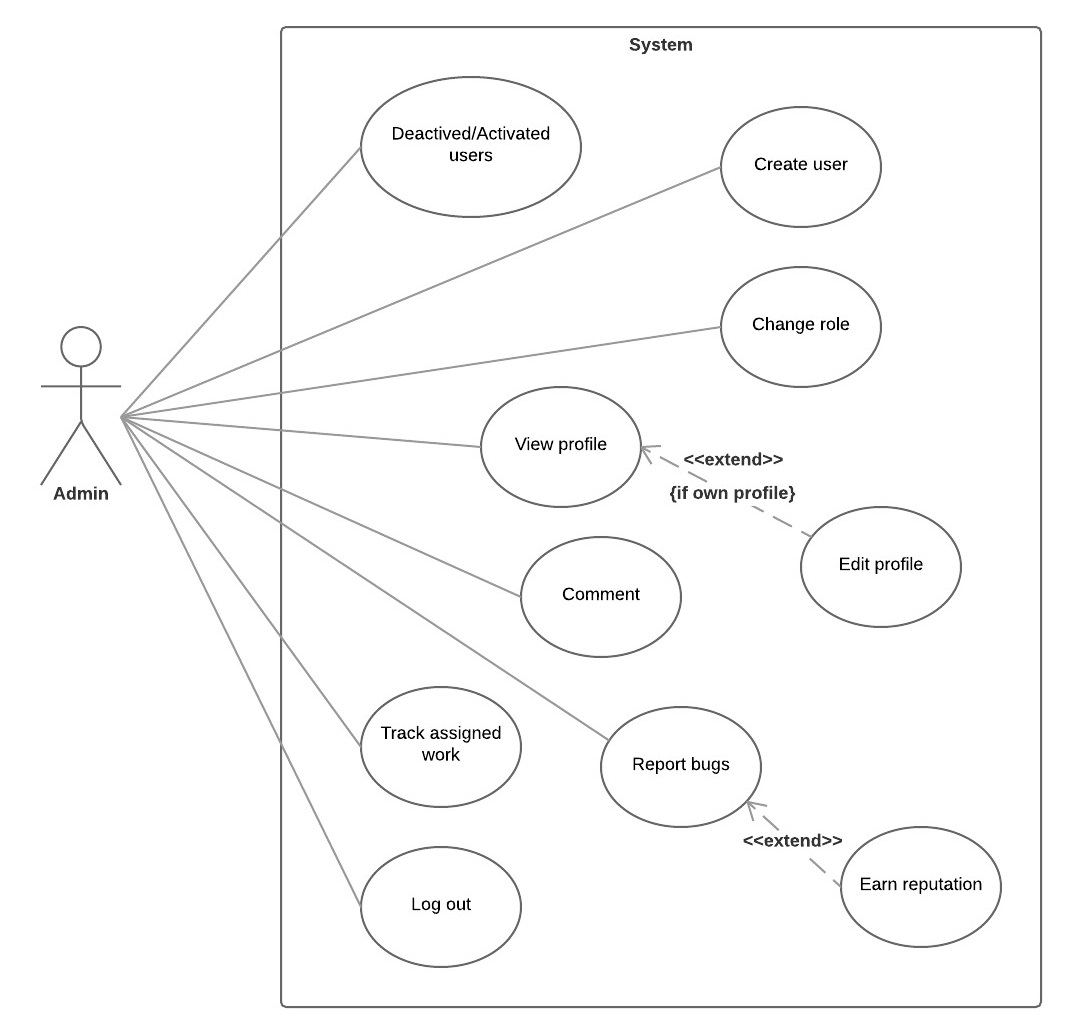 System
Deactived/Activated
users
Create user
Change role
View profile
<<extend>>
{if own profile}
Admin
Edit profile
Comment
Track assigned
work
Report bugs
<<extend>>
Earn reputation
Log out